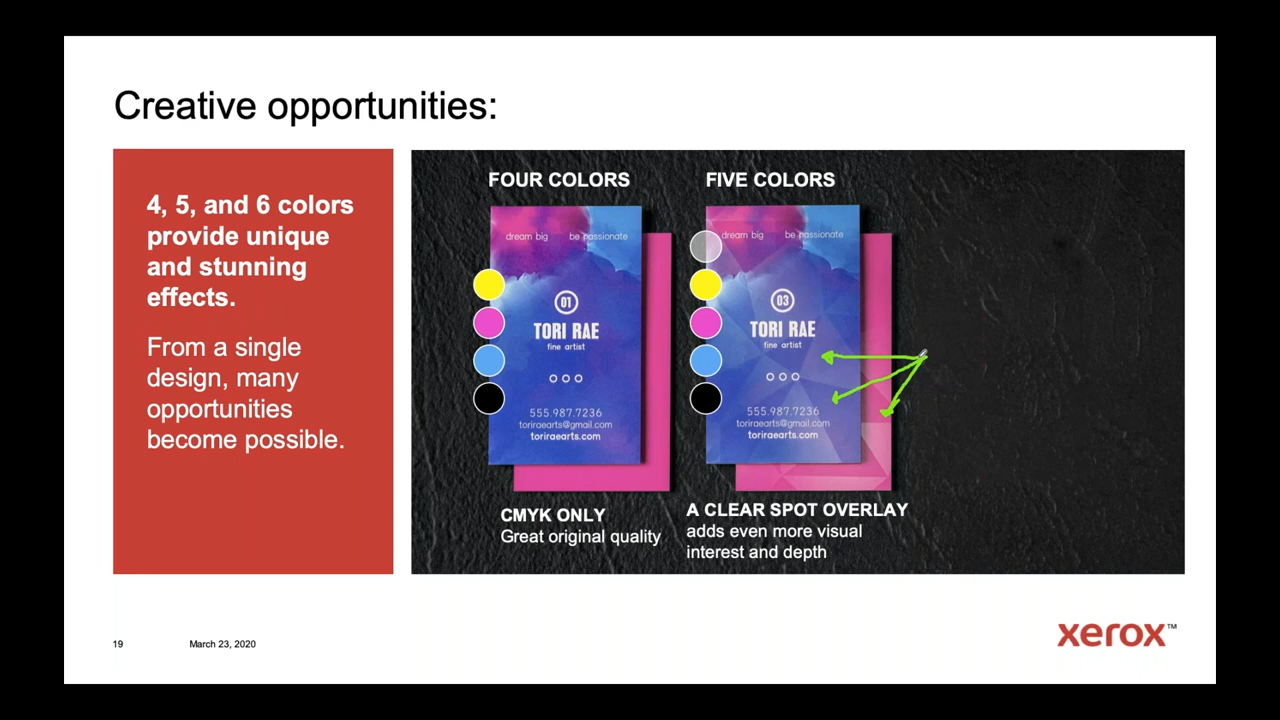 Creative opportunities:
4, 5, and 6 colors
provide unique
and stunning
effects.
From a single
design, many
opportunities
become possible.
FOUR COLORS
dream big be passionate
01
TORI RAE
fine artist
555.987.7236
toriraearts@gmail.com
toriraearts.com
CMYK ONLY
Great original quality
FIVE COLORS
dream big be passionate
03
TORI RAE
fine artist
555.987.7236
toriraearts@gmail.com
toriraearts.com
A CLEAR SPOT OVERLAY
adds even more visual
interest and depth
19 March 23, 2020
xerox™